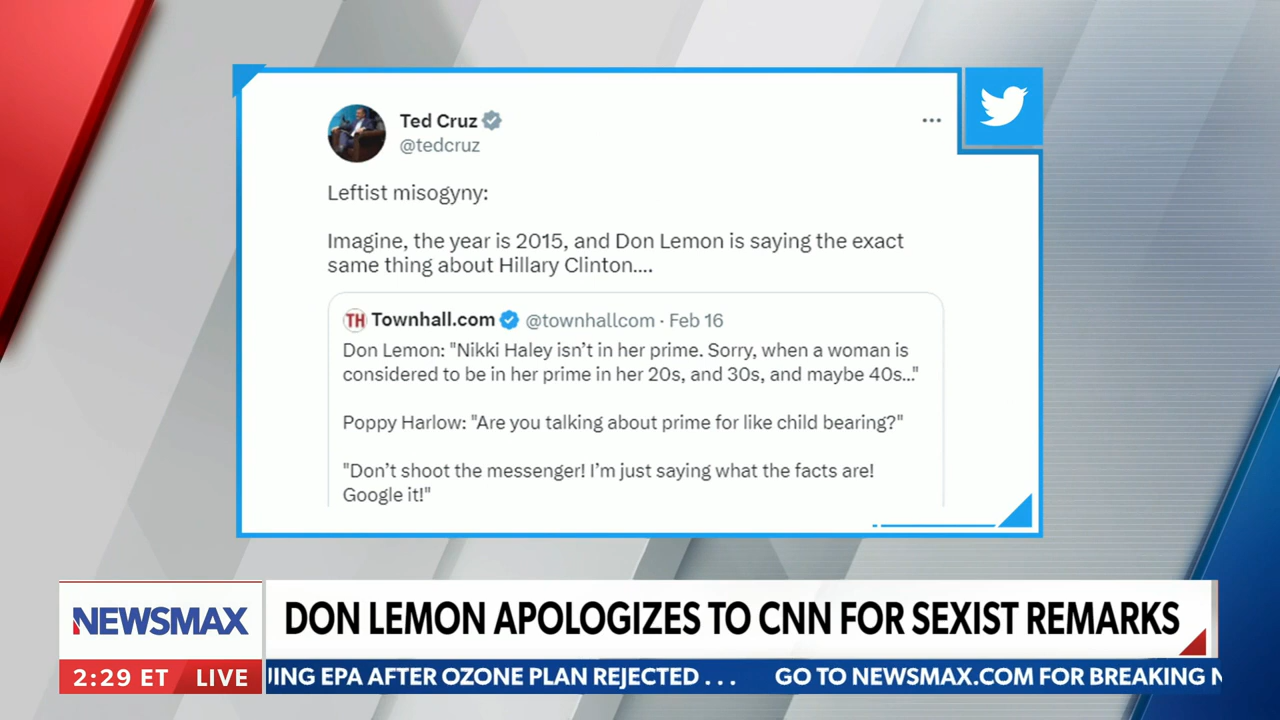 Ted Cruz
@tedcruz
Leftist misogyny:
Imagine, the year is 2015, and Don Lemon is saying the exact
same thing about Hillary Clinton....
TH Townhall.com @townhallcom · Feb 16
Don Lemon: "Nikki Haley isn’t in her prime. Sorry, when a woman is
considered to be in her prime in her 20s, and 30s, and maybe 40s..."
Poppy Harlow: "Are you talking about prime for like child bearing?"
"Don’t shoot the messenger! I’m just saying what the facts are!
Google it!"
NEWSMAX
DON LEMON APOLOGIZES TO CNN FOR SEXIST REMARKS
2:29 ET LIVE
EPA AFTER OZONE PLAN REJECTED . . . GO TO NEWSMAX.COM FOR BREAKING